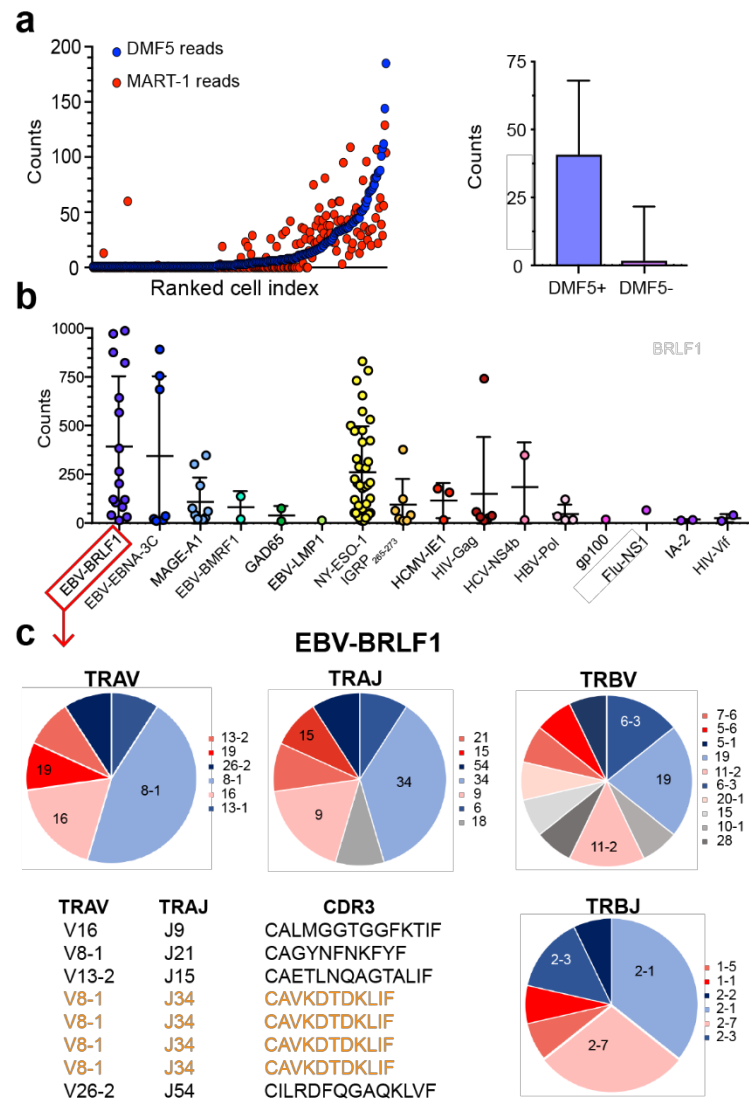 a
200
150
100
50
0
Counts
DMF5 reads
MART-1 reads
Ranked cell index
75
50
25
0
Counts
DMF5+ DMF5-
b
1000
750
500
250
0
Counts
BRLF1
EBV-BRLF1
EBV-EBNA-3C
MAGE-A1
EBV-BMRF1
GAD65
EBV-LMP1
NY-ESO-1
IGRP 265-273
HCMV-IE1
HIV-Gag
HCV-NS4b
HBV-Pol
gp100
Flu-NS1
IA-2
HIV-Vif
c
EBV-BRLF1
TRAV
19
16
8-1
13-2
19
26-2
8-1
16
13-1
TRAJ
15
9
34
21
15
54
34
9
6
18
TRBV
6-3
19
11-2
7-6
5-6
5-1
19
11-2
6-3
20-1
15
10-1
28
TRAV TRAJ CDR3
V16 J9 CALMGGTGGFKTIF
V8-1 J21 CAGYNFNKFYF
V13-2 J15 CAETLNQAGTALIF
V8-1 J34 CAVKDTDKLIF
V8-1 J34 CAVKDTDKLIF
V8-1 J34 CAVKDTDKLIF
V8-1 J34 CAVKDTDKLIF
V26-2 J54 CILRDFQGAQKLVF
TRBJ
2-3
2-1
2-7
1-5
1-1
2-2
2-1
2-7
2-3